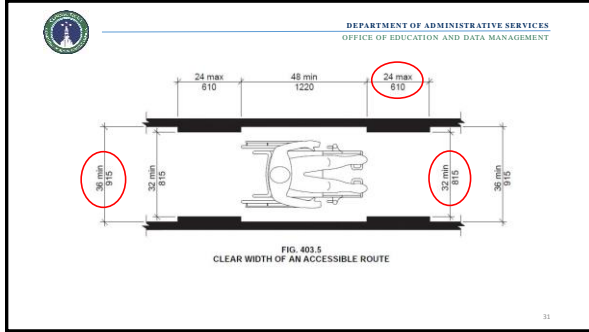 DEPARTMENT OF ADMINISTRATIVE SERVICES
OFFICE OF EDUCATION AND DATA MANAGEMENT
24 max
610
48 min
1220
24 max
610
36 min
915
32 min
815
32 min
815
36 min
915
FIG. 403.5
CLEAR WIDTH OF AN ACCESSIBLE ROUTE
31